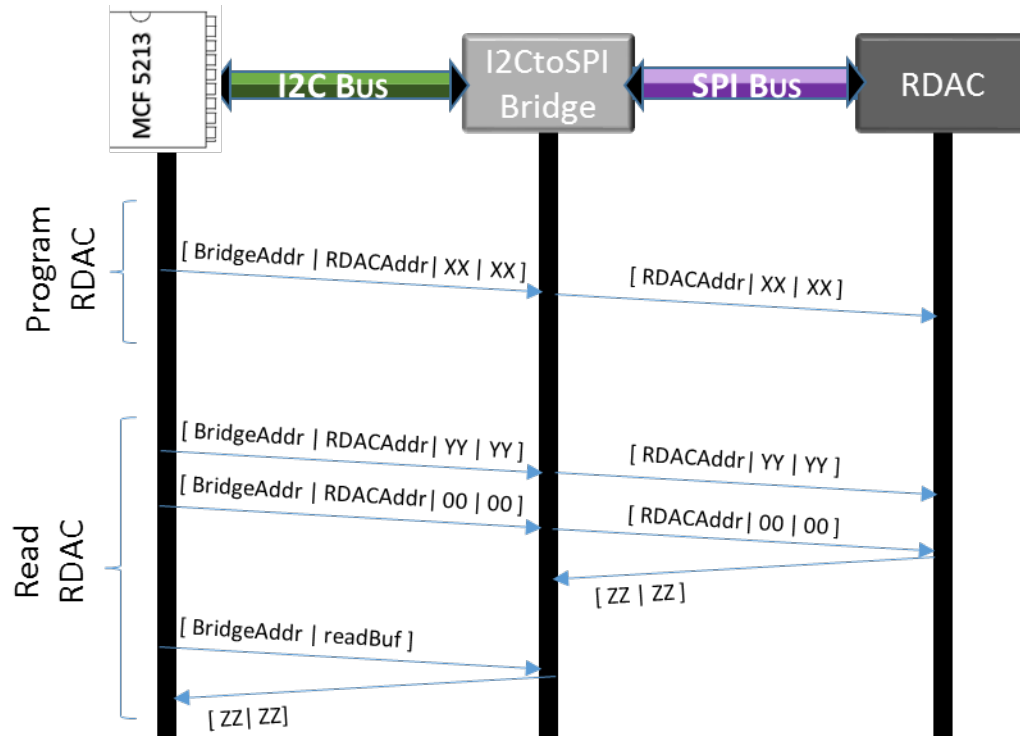 MCF 5213
I2C BUS
I2CtoSPI
Bridge
SPI BUS
RDAC
Program
RDAC
[ BridgeAddr | RDACAddr| XX | XX ]
[ RDACAddr| XX | XX ]
Read
RDAC
[ BridgeAddr | RDACAddr| YY | YY ]
[ RDACAddr| YY | YY ]
[ BridgeAddr | RDACAddr| 00 | 00 ]
[ RDACAddr| 00 | 00 ]
[ ZZ | ZZ ]
[ BridgeAddr | readBuf ]
[ ZZ| ZZ]